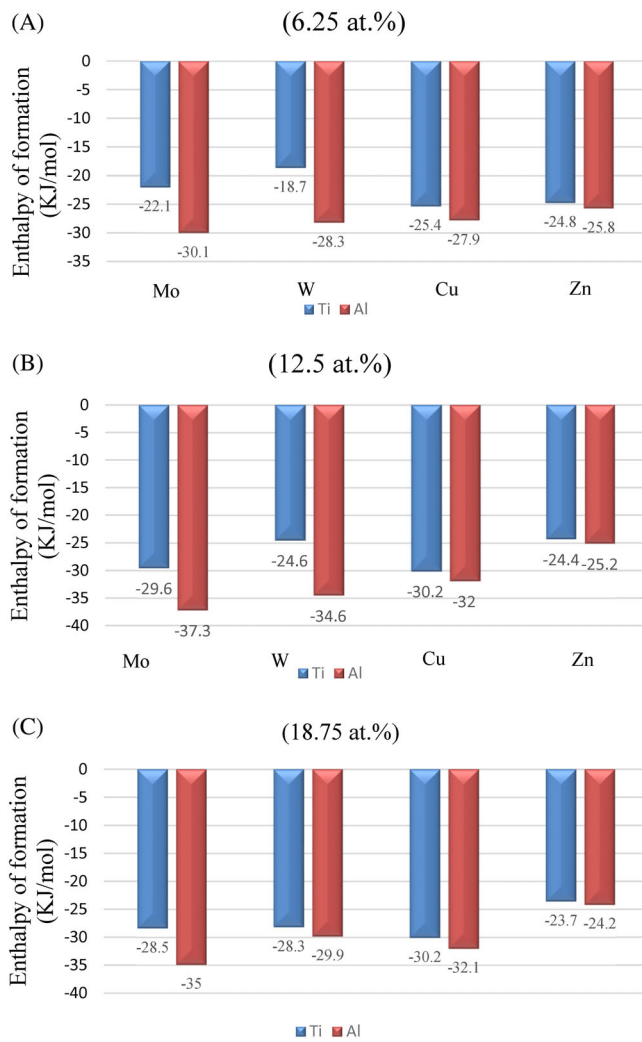 (A)
(6.25 at.%)
Enthalpy of formation
(KJ/mol)
0
-5
-10
-15
-20
-25
-30
-35
-22.1
-30.1
-18.7
-28.3
-25.4
-27.9
-24.8
-25.8
Mo W Cu Zn
Ti Al
(B)
(12.5 at.%)
Enthalpy of formation
(KJ/mol)
0
-5
-10
-15
-20
-25
-30
-35
-40
-29.6
-37.3
-24.6
-34.6
-30.2
-32
-24.4
-25.2
Mo W Cu Zn
Ti Al
(C)
(18.75 at.%)
Enthalpy of formation
(KJ/mol)
0
-5
-10
-15
-20
-25
-30
-35
-40
-28.5
-35
-28.3
-29.9
-30.2
-32.1
-23.7
-24.2
Ti Al